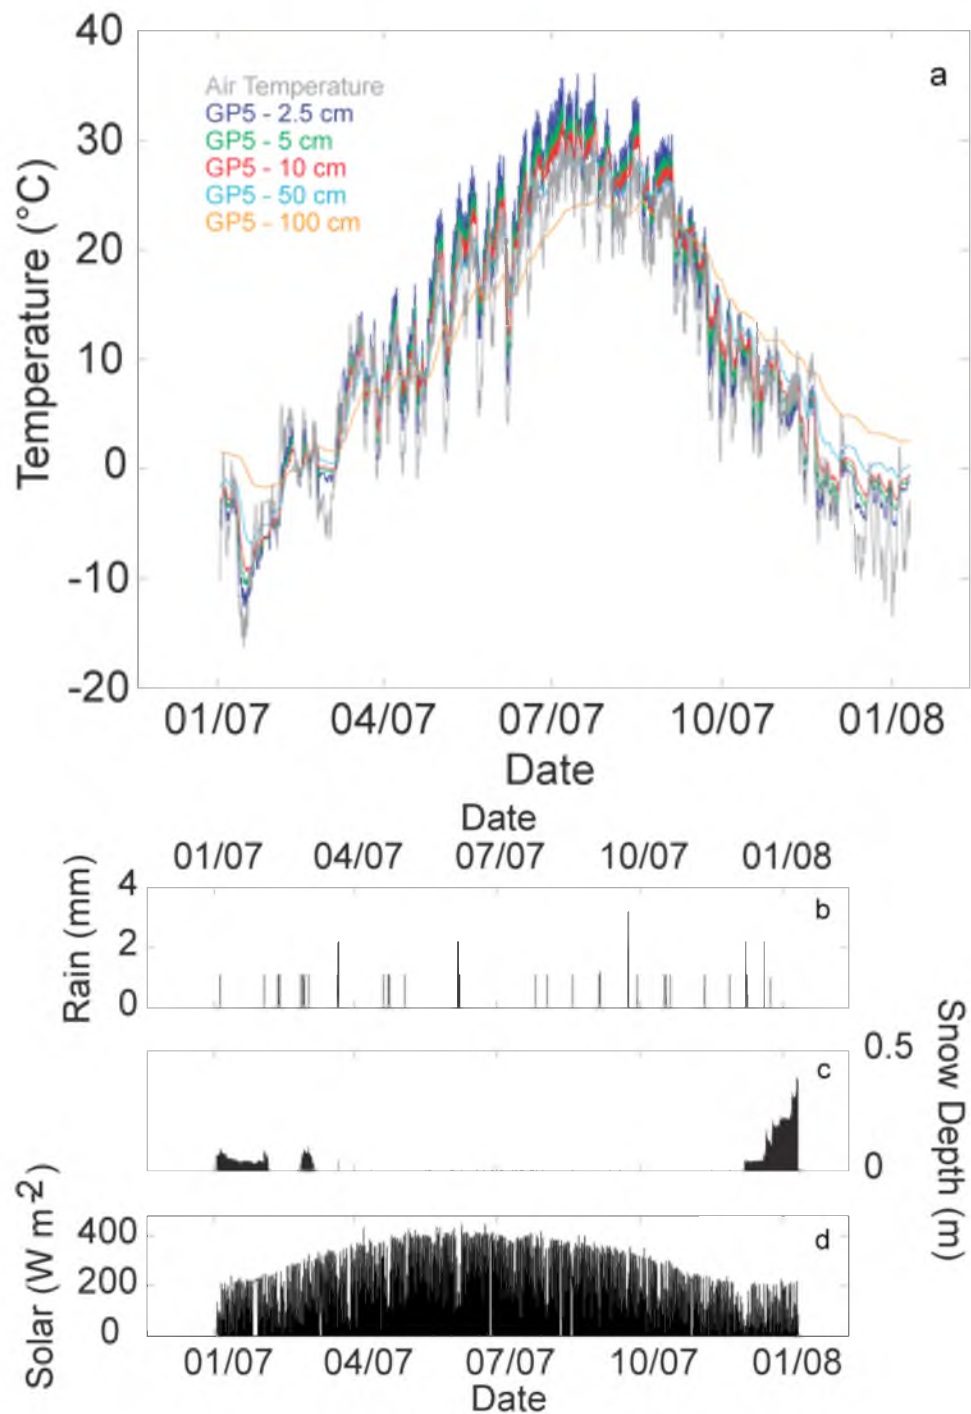 40
30
20
10
0
-10
-20
Temperature (°C)
a
Air Temperature
GP5 - 2.5 cm
GP5 - 5 cm
GP5 - 10 cm
GP5 - 50 cm
GP5 - 100 cm
01/07 04/07 07/07 10/07 01/08
Date
Date
01/07 04/07 07/07 10/07 01/08
Rain (mm)
4
2
0
b
c
0.5
0
Snow Depth (m)
Solar (W m-2)
400
200
0
d
01/07 04/07 07/07 10/07 01/08
Date